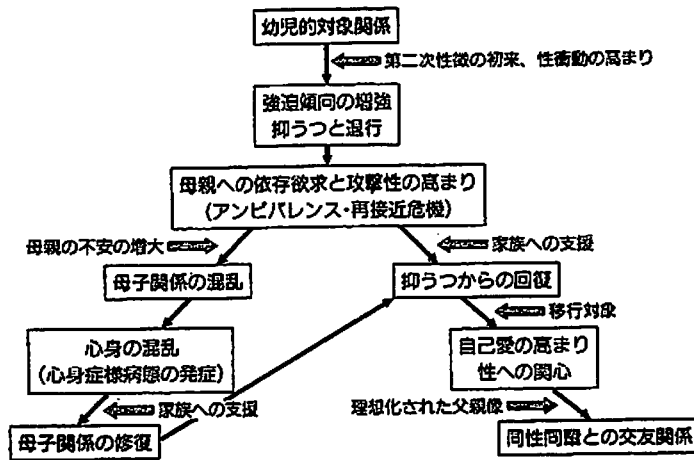 幼児的対象関係
第二次性徴の初来、性衝動の高まり
強迫傾向の増強
抑うつと退行
母親への依存欲求と攻撃性の高まり
(アンビバレンス・再接近危機)
母親の不安の増大
家族への支援
母子関係の混乱
抑うつからの回復
移行対象
心身の混乱
(心身症様病態の発症)
自己愛の高まり
性への関心
家族への支援
理想化された父親像
母子関係の修復
同性同輩との交友関係